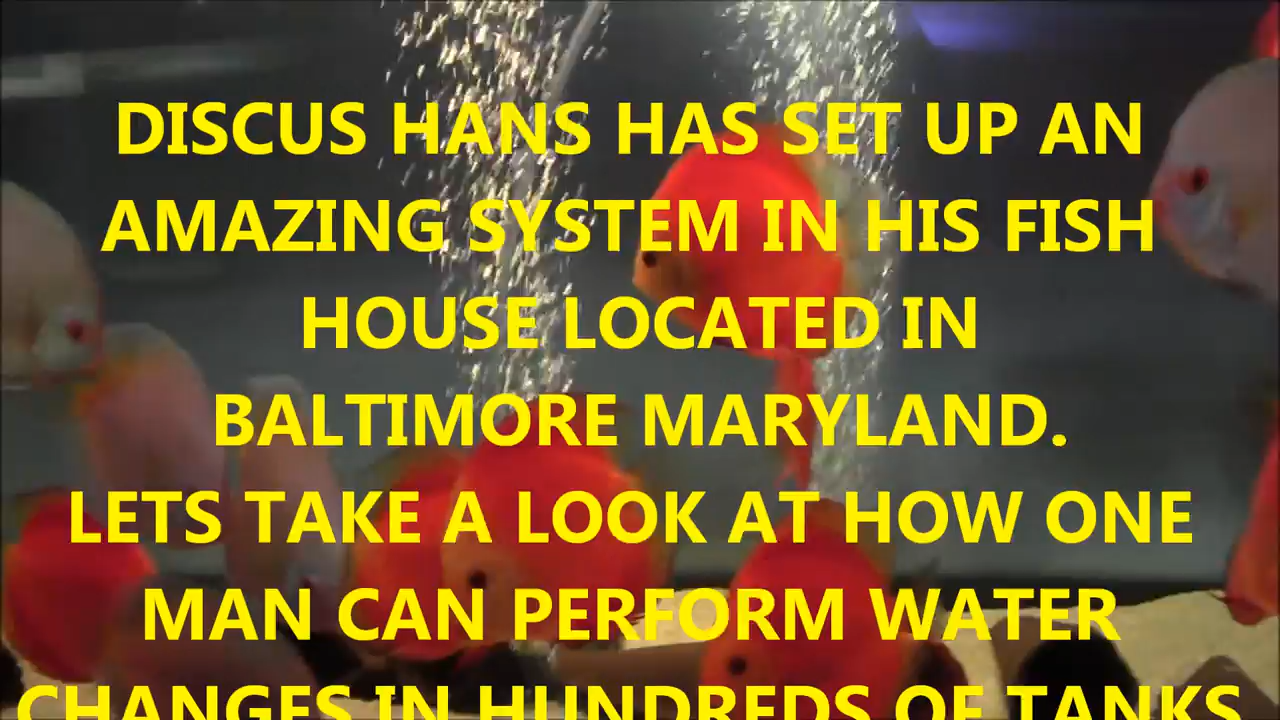 DISCUS HANS HAS SET UP AN
AMAZING SYSTEM IN HIS FISH
HOUSE LOCATED IN
BALTIMORE MARYLAND.
LETS TAKE A LOOK AT HOW ONE
MAN CAN PERFORM WATER
CHANGES IN HUNDREDS OF TANKS